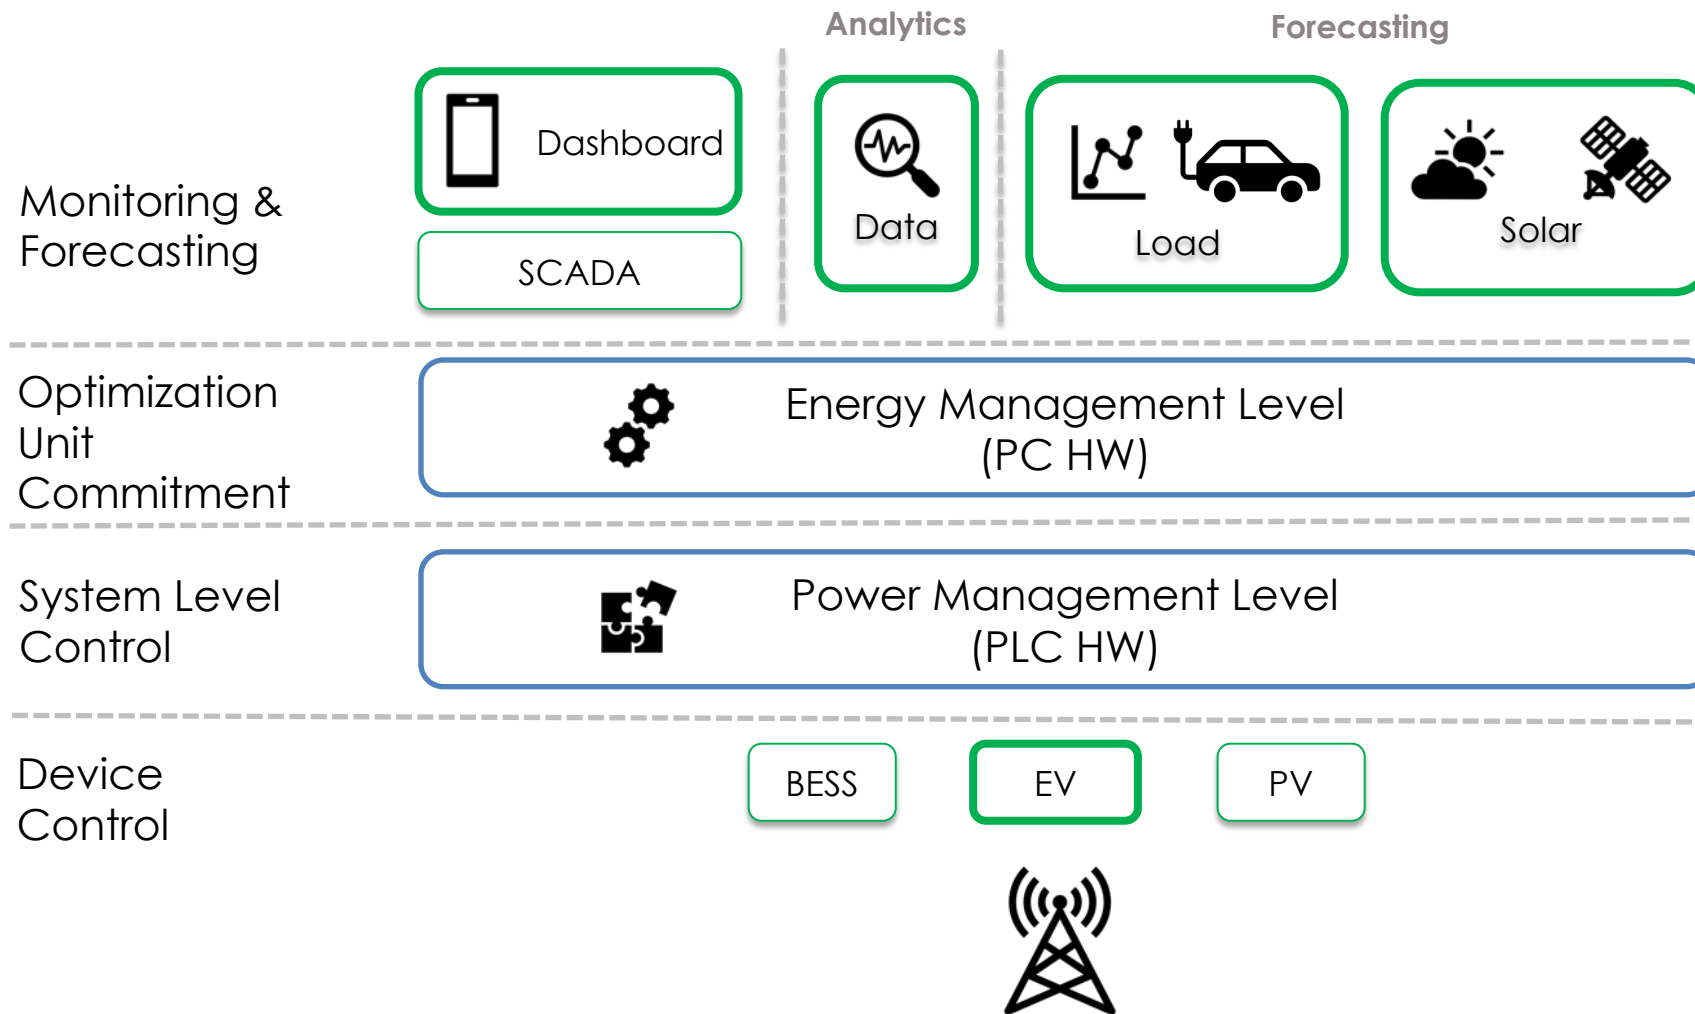 Analytics
Forecasting
Monitoring &
Forecasting
Dashboard
SCADA
Data
Load
Solar
Optimization
Unit
Commitment
Energy Management Level
(PC HW)
System Level
Control
Power Management Level
(PLC HW)
Device
Control
BESS
EV
PV